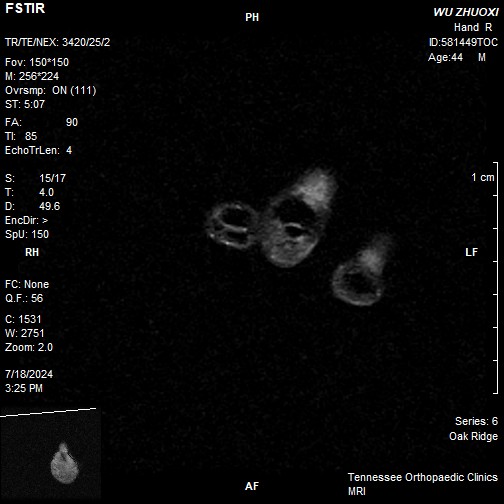 FSTIR
PH
WU ZHUOXI
Hand R
TR/TE/NEX: 3420/25/2
ID:581449TOC
Age:44 M
Fov: 150*150
M: 256*224
Ovrsmp: ON (111)
ST: 5:07
FA: 90
TI: 85
EchoTrLen: 4
S: 15/17
T: 4.0
D: 49.6
EncDir: >
SpU: 150
1 cm
RH
LF
FC: None
Q.F.: 56
C: 1531
W: 2751
Zoom: 2.0
7/18/2024
3:25 PM
Series: 6
Oak Ridge
AF
Tennessee Orthopaedic Clinics
MRI